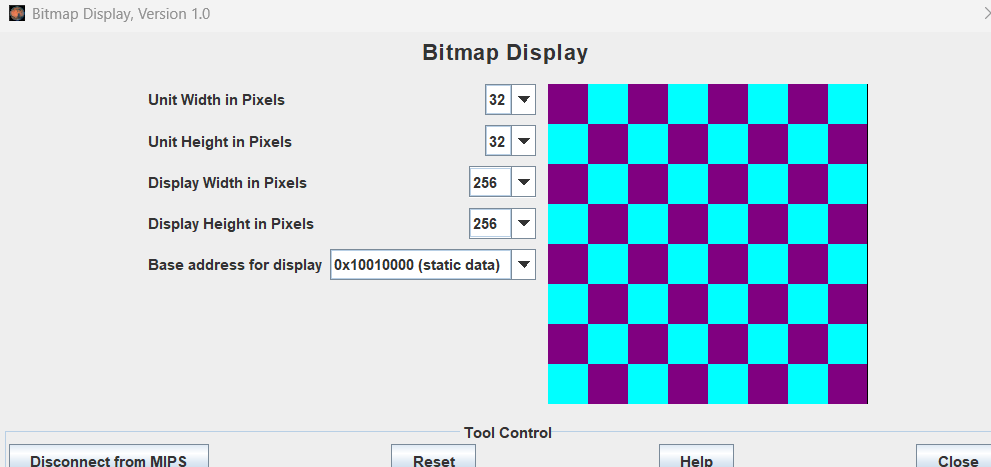 Bitmap Display, Version 1.0
Bitmap Display
Unit Width in Pixels 32
Unit Height in Pixels 32
Display Width in Pixels 256
Display Height in Pixels 256
Base address for display 0x10010000 (static data)
Tool Control
Disconnect from MIPS Reset Help Close